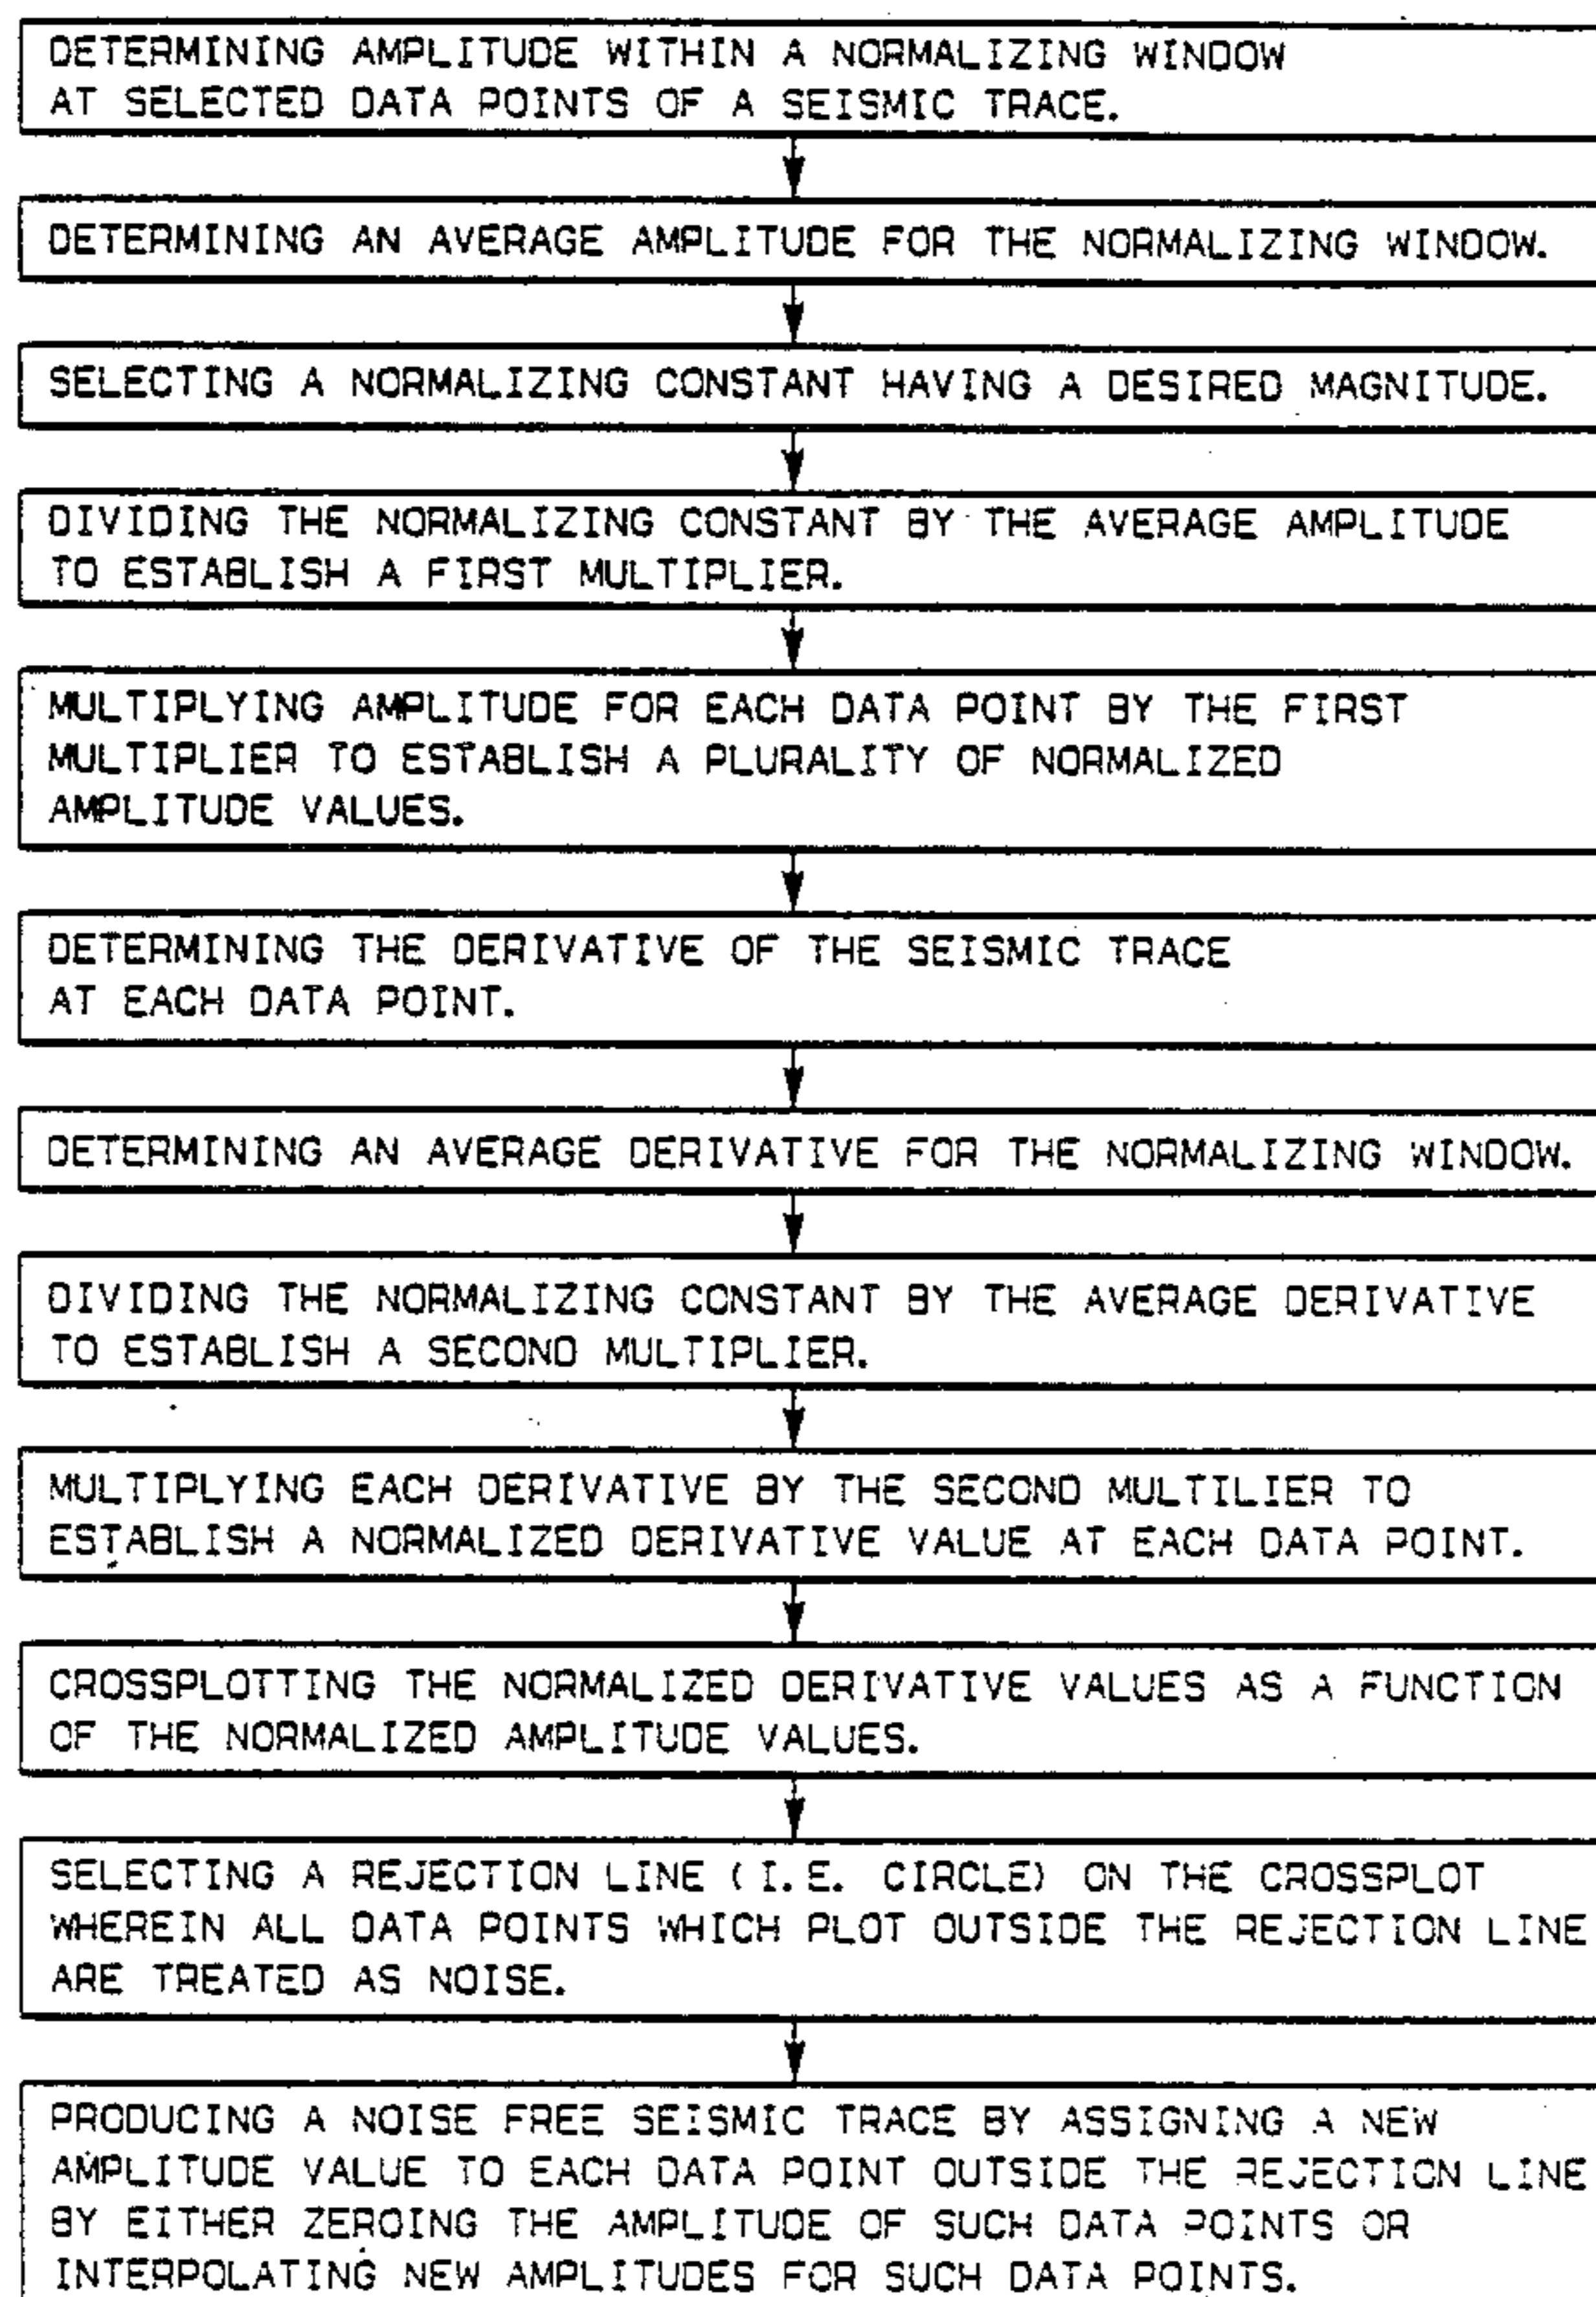 DETERMINING AMPLITUDE WITHIN A NORMALIZING WINDOW
AT SELECTED DATA POINTS OF A SEISMIC TRACE.
DETERMINING AN AVERAGE AMPLITUDE FOR THE NORMALIZING WINDOW.
SELECTING A NORMALIZING CONSTANT HAVING A DESIRED MAGNITUDE.
DIVIDING THE NORMALIZING CONSTANT BY THE AVERAGE AMPLITUDE
TO ESTABLISH A FIRST MULTIPLIER.
MULTIPLYING AMPLITUDE FOR EACH DATA POINT BY THE FIRST
MULTIPLIER TO ESTABLISH A PLURALITY OF NORMALIZED
AMPLITUDE VALUES.
DETERMINING THE DERIVATIVE OF THE SEISMIC TRACE
AT EACH DATA POINT.
DETERMINING AN AVERAGE DERIVATIVE FOR THE NORMALIZING WINDOW.
DIVIDING THE NORMALIZING CONSTANT BY THE AVERAGE DERIVATIVE
TO ESTABLISH A SECOND MULTIPLIER.
MULTIPLYING EACH DERIVATIVE BY THE SECOND MULTILIER TO
ESTABLISH A NORMALIZED DERIVATIVE VALUE AT EACH DATA POINT.
CROSSPLOTTING THE NORMALIZED DERIVATIVE VALUES AS A FUNCTION
OF THE NORMALIZED AMPLITUDE VALUES.
SELECTING A REJECTION LINE (I.E. CIRCLE) ON THE CROSSPLOT
WHEREIN ALL DATA POINTS WHICH PLOT OUTSIDE THE REJECTION LINE
ARE TREATED AS NOISE.
PRODUCING A NOISE FREE SEISMIC TRACE BY ASSIGNING A NEW
AMPLITUDE VALUE TO EACH DATA POINT OUTSIDE THE REJECTION LINE
BY EITHER ZEROING THE AMPLITUDE OF SUCH DATA POINTS OR
INTERPOLATING NEW AMPLITUDES FOR SUCH DATA POINTS.